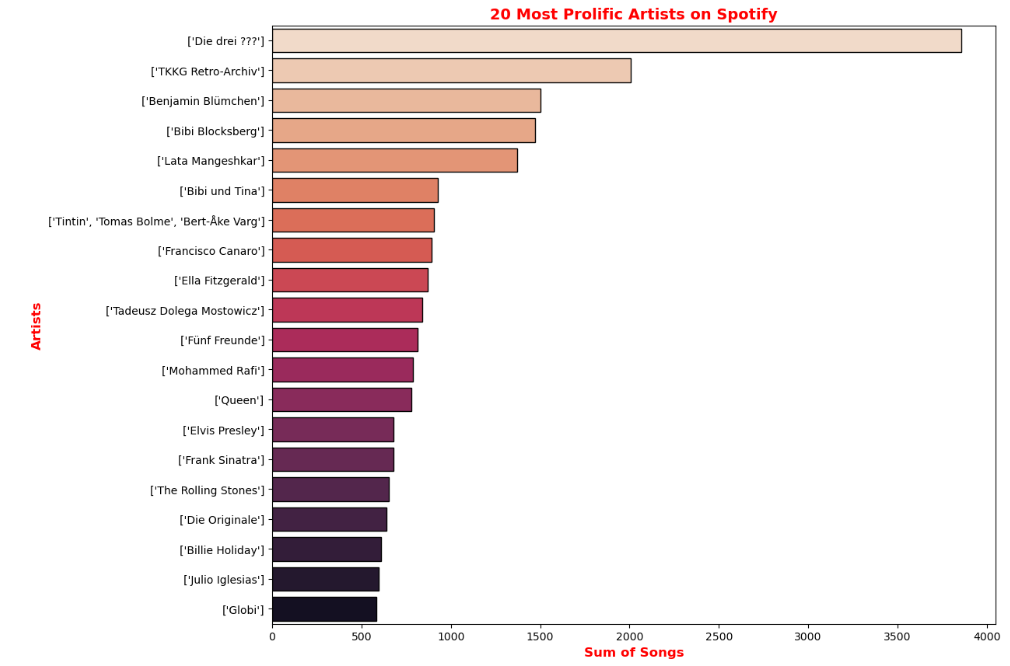 20 Most Prolific Artists on Spotify
['Die drei ???']
['TKKG Retro-Archiv']
['Benjamin Blümchen']
['Bibi Blocksberg']
['Lata Mangeshkar']
['Bibi und Tina']
['Tintin', 'Tomas Bolme', 'Bert-Åke Varg']
['Francisco Canaro']
['Ella Fitzgerald']
['Tadeusz Dolega Mostowicz']
['Fünf Freunde']
['Mohammed Rafi']
['Queen']
['Elvis Presley']
['Frank Sinatra']
['The Rolling Stones']
['Die Originale']
['Billie Holiday']
['Julio Iglesias']
['Globi']
Artists
0 500 1000 1500 2000 2500 3000 3500 4000
Sum of Songs